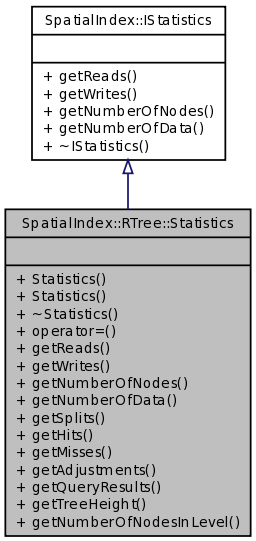 SpatialIndex::IStatistics
+ getReads()
+ getWrites()
+ getNumberOfNodes()
+ getNumberOfData()
+ ~IStatistics()
SpatialIndex::RTree::Statistics
+ Statistics()
+ Statistics()
+ ~Statistics()
+ operator=()
+ getReads()
+ getWrites()
+ getNumberOfNodes()
+ getNumberOfData()
+ getSplits()
+ getHits()
+ getMisses()
+ getAdjustments()
+ getQueryResults()
+ getTreeHeight()
+ getNumberOfNodesInLevel()